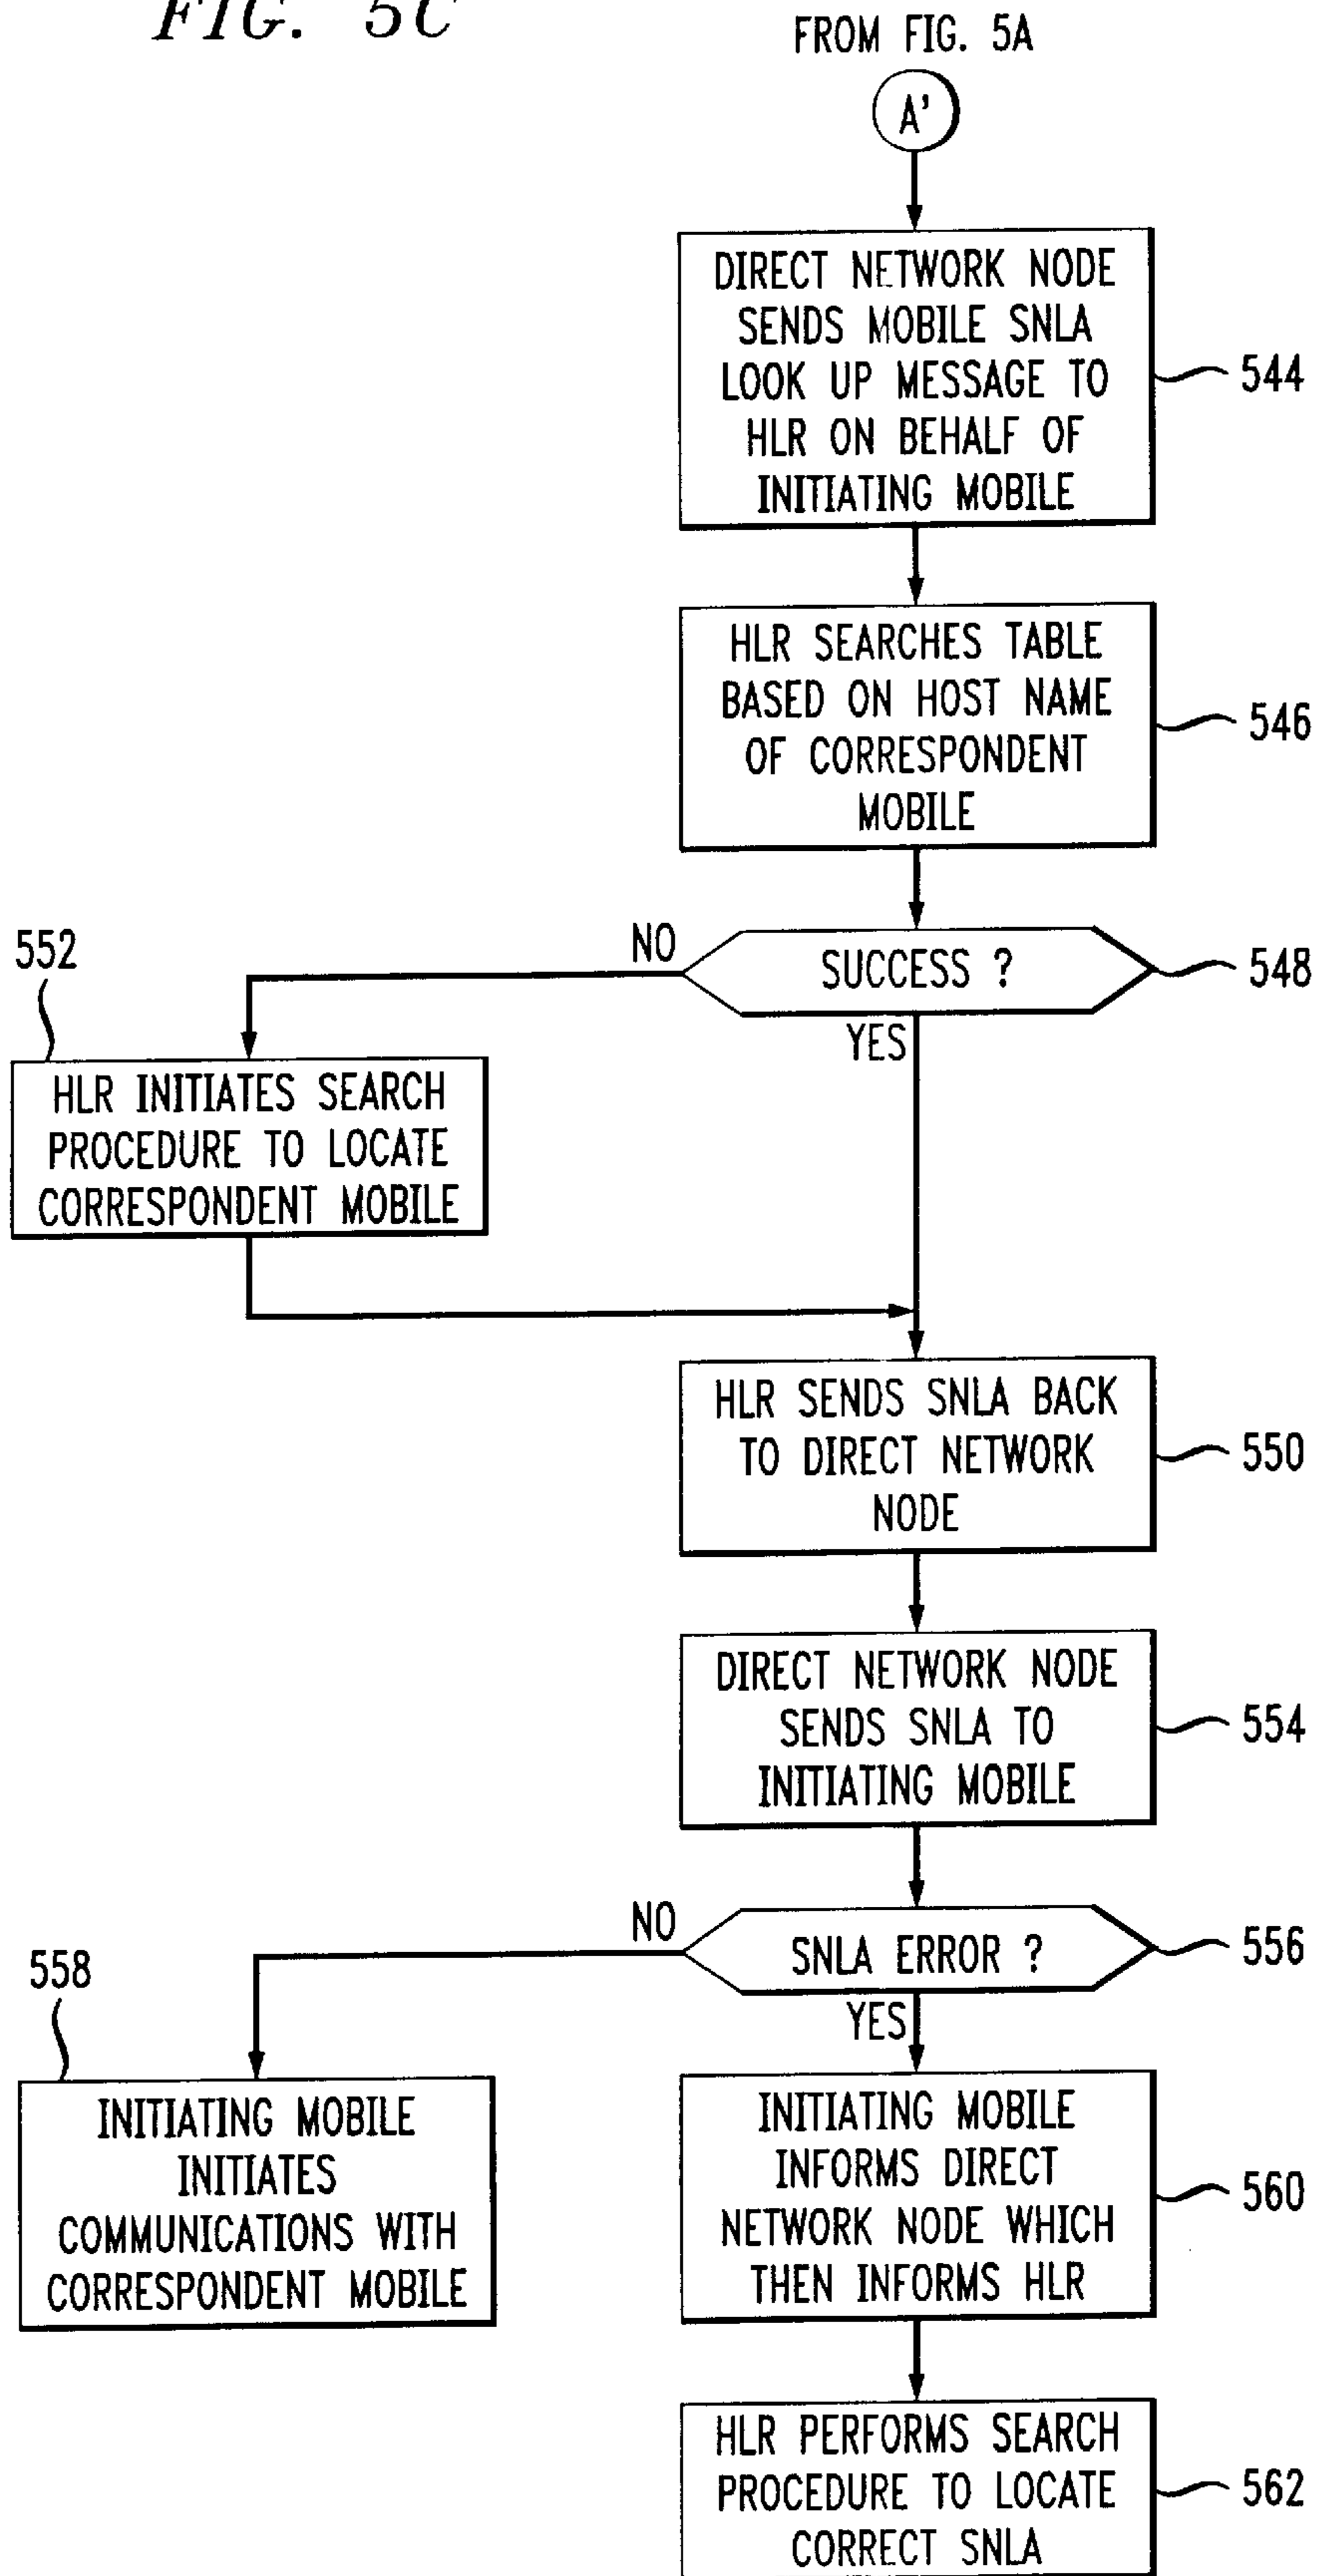 FIG. 5C
FROM FIG. 5A
A'
DIRECT NETWORK NODE
SENDS MOBILE SNLA
LOOK UP MESSAGE TO
HLR ON BEHALF OF
INITIATING MOBILE
544
HLR SEARCHES TABLE
BASED ON HOST NAME
OF CORRESPONDENT
MOBILE
546
552
NO
SUCCESS ?
548
YES
HLR INITIATES SEARCH
PROCEDURE TO LOCATE
CORRESPONDENT MOBILE
HLR SENDS SNLA BACK
TO DIRECT NETWORK
NODE
550
DIRECT NETWORK NODE
SENDS SNLA TO
INITIATING MOBILE
554
NO
SNLA ERROR ?
556
558
YES
INITIATING MOBILE
INITIATES
COMMUNICATIONS WITH
CORRESPONDENT MOBILE
INITIATING MOBILE
INFORMS DIRECT
NETWORK NODE WHICH
THEN INFORMS HLR
560
HLR PERFORMS SEARCH
PROCEDURE TO LOCATE
CORRECT SNLA
562